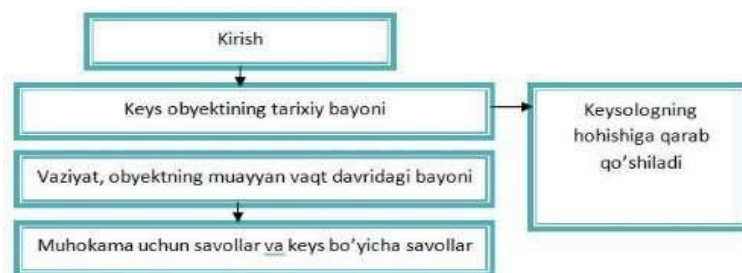 Kirish
Keys obyektining tarixiy bayoni
Keysologning
hohishiga qarab
qo'shiladi
Vaziyat, obyektning muayyan vaqt davridagi bayoni
Muhokama uchun savollar va keys bo'yicha savollar